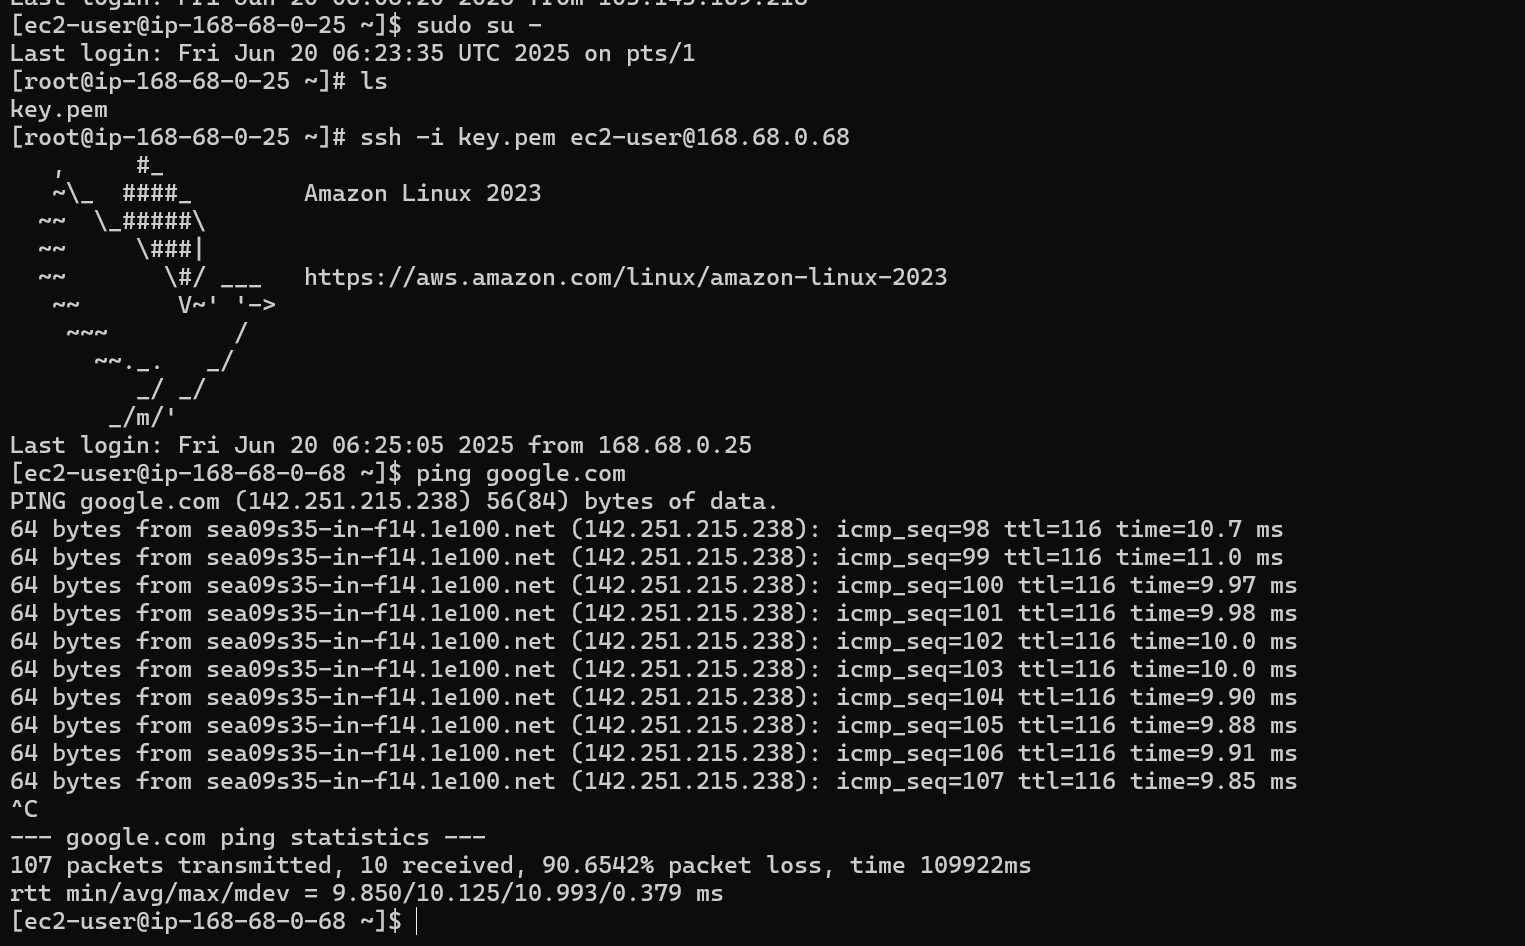 Last login: Fri Jun 20 06:08:20 2025 from 103.143.169.218
[ec2-user@ip-168-68-0-25 ~]$ sudo su -
Last login: Fri Jun 20 06:23:35 UTC 2025 on pts/1
[root@ip-168-68-0-25 ~]# ls
key.pem
[root@ip-168-68-0-25 ~]# ssh -i key.pem ec2-user@168.68.0.68
   ,     #_
   ~\_  ####_        Amazon Linux 2023
  ~~  \_#####\
  ~~     \###|
  ~~       \#/ ___   https://aws.amazon.com/linux/amazon-linux-2023
   ~~       V~' '->
    ~~~         /
      ~~._.   _/
         _/ _/
       _/m/'
Last login: Fri Jun 20 06:25:05 2025 from 168.68.0.25
[ec2-user@ip-168-68-0-68 ~]$ ping google.com
PING google.com (142.251.215.238) 56(84) bytes of data.
64 bytes from sea09s35-in-f14.1e100.net (142.251.215.238): icmp_seq=98 ttl=116 time=10.7 ms
64 bytes from sea09s35-in-f14.1e100.net (142.251.215.238): icmp_seq=99 ttl=116 time=11.0 ms
64 bytes from sea09s35-in-f14.1e100.net (142.251.215.238): icmp_seq=100 ttl=116 time=9.97 ms
64 bytes from sea09s35-in-f14.1e100.net (142.251.215.238): icmp_seq=101 ttl=116 time=9.98 ms
64 bytes from sea09s35-in-f14.1e100.net (142.251.215.238): icmp_seq=102 ttl=116 time=10.0 ms
64 bytes from sea09s35-in-f14.1e100.net (142.251.215.238): icmp_seq=103 ttl=116 time=10.0 ms
64 bytes from sea09s35-in-f14.1e100.net (142.251.215.238): icmp_seq=104 ttl=116 time=9.90 ms
64 bytes from sea09s35-in-f14.1e100.net (142.251.215.238): icmp_seq=105 ttl=116 time=9.88 ms
64 bytes from sea09s35-in-f14.1e100.net (142.251.215.238): icmp_seq=106 ttl=116 time=9.91 ms
64 bytes from sea09s35-in-f14.1e100.net (142.251.215.238): icmp_seq=107 ttl=116 time=9.85 ms
^C
--- google.com ping statistics ---
107 packets transmitted, 10 received, 90.6542% packet loss, time 109922ms
rtt min/avg/max/mdev = 9.850/10.125/10.993/0.379 ms
[ec2-user@ip-168-68-0-68 ~]$